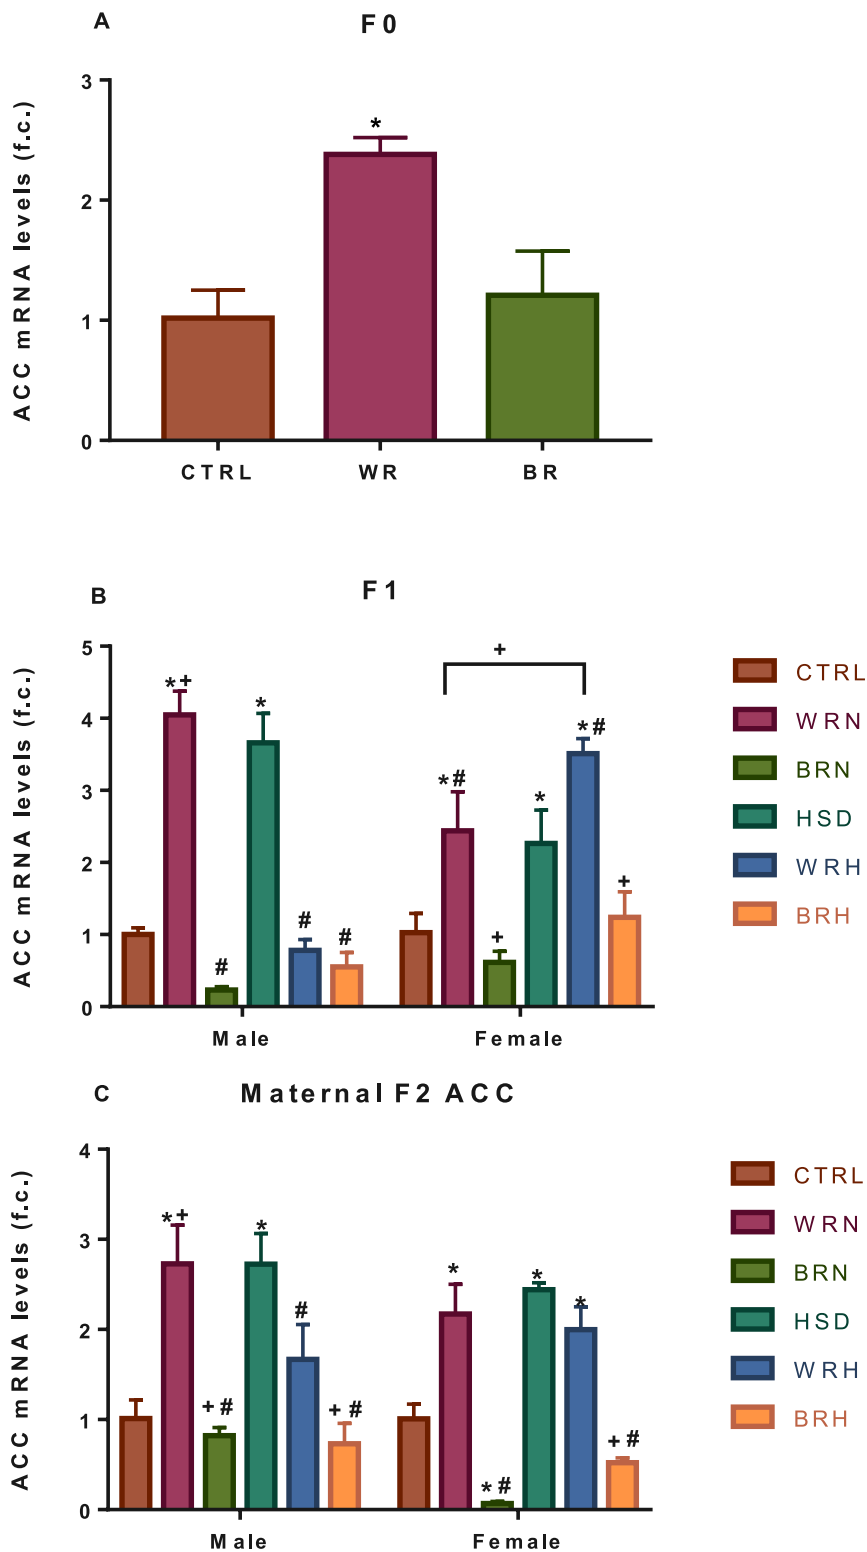 A
F0
ACC mRNA levels (f.c.)
3
2
1
0
*
CTRL WR BR
B
F1
ACC mRNA levels (f.c.)
5
4
3
2
1
0
*+ # * # #
+
*# + * *# +
Male Female
CTRL
WRN
BRN
HSD
WRH
BRH
C
Maternal F2 ACC
ACC mRNA levels (f.c.)
4
3
2
1
0
*+ +# * # +#
* *# * * +#
Male Female
CTRL
WRN
BRN
HSD
WRH
BRH